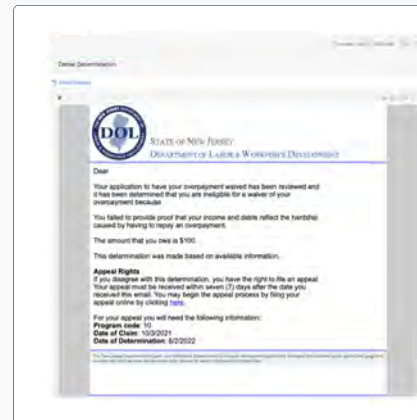 Denial Determination
DOL
STATE OF NEW JERSEY
DEPARTMENT OF LABOR & WORKFORCE DEVELOPMENT
Dear
Your application to have your overpayment waived has been reviewed and
it has been determined that you are ineligible for a waiver of your
overpayment because
You failed to provide proof that your income and debts reflect the hardship
caused by having to repay an overpayment.
The amount that you owe is $100.
This determination was made based on available information.
Appeal Rights
If you disagree with this determination, you have the right to file an appeal.
Your appeal must be received within seven (7) days after the date you
received this email. You may begin the appeal process by filing your
appeal online by clicking here.
For your appeal you will need the following information:
Program code: 10
Date of Claim: 10/3/2021
Date of Determination: 6/2/2022